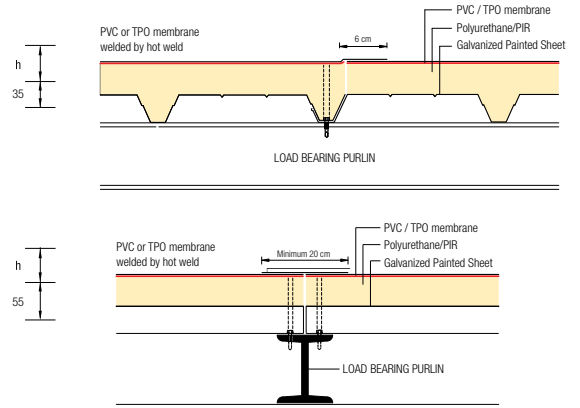 PVC / TPO membrane
PVC or TPO membrane
welded by hot weld
6 cm
Polyurethane/PIR
Galvanized Painted Sheet
h
35
LOAD BEARING PURLIN
PVC / TPO membrane
PVC or TPO membrane
welded by hot weld
Minimum 20 cm
Polyurethane/PIR
Galvanized Painted Sheet
h
55
LOAD BEARING PURLIN